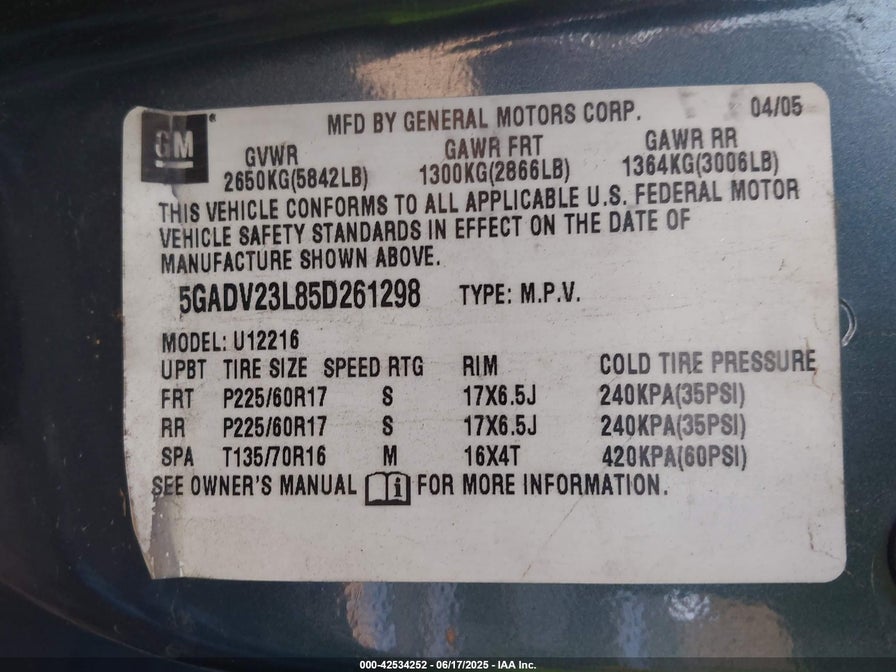 GM® MFD BY GENERAL MOTORS CORP. 04/05
GVWR GAWR FRT GAWR RR
2650KG(5842LB) 1300KG(2866LB) 1364KG(3006LB)
THIS VEHICLE CONFORMS TO ALL APPLICABLE U.S. FEDERAL MOTOR
VEHICLE SAFETY STANDARDS IN EFFECT ON THE DATE OF
MANUFACTURE SHOWN ABOVE.
5GADV23L85D261298 TYPE: M.P.V.
MODEL: U12216
UPBT TIRE SIZE SPEED RTG RIM COLD TIRE PRESSURE
FRT P225/60R17 S 17X6.5J 240KPA(35PSI)
RR P225/60R17 S 17X6.5J 240KPA(35PSI)
SPA T135/70R16 M 16X4T 420KPA(60PSI)
SEE OWNER'S MANUAL i FOR MORE INFORMATION.
000-42534252 - 06/17/2025 - IAA Inc.